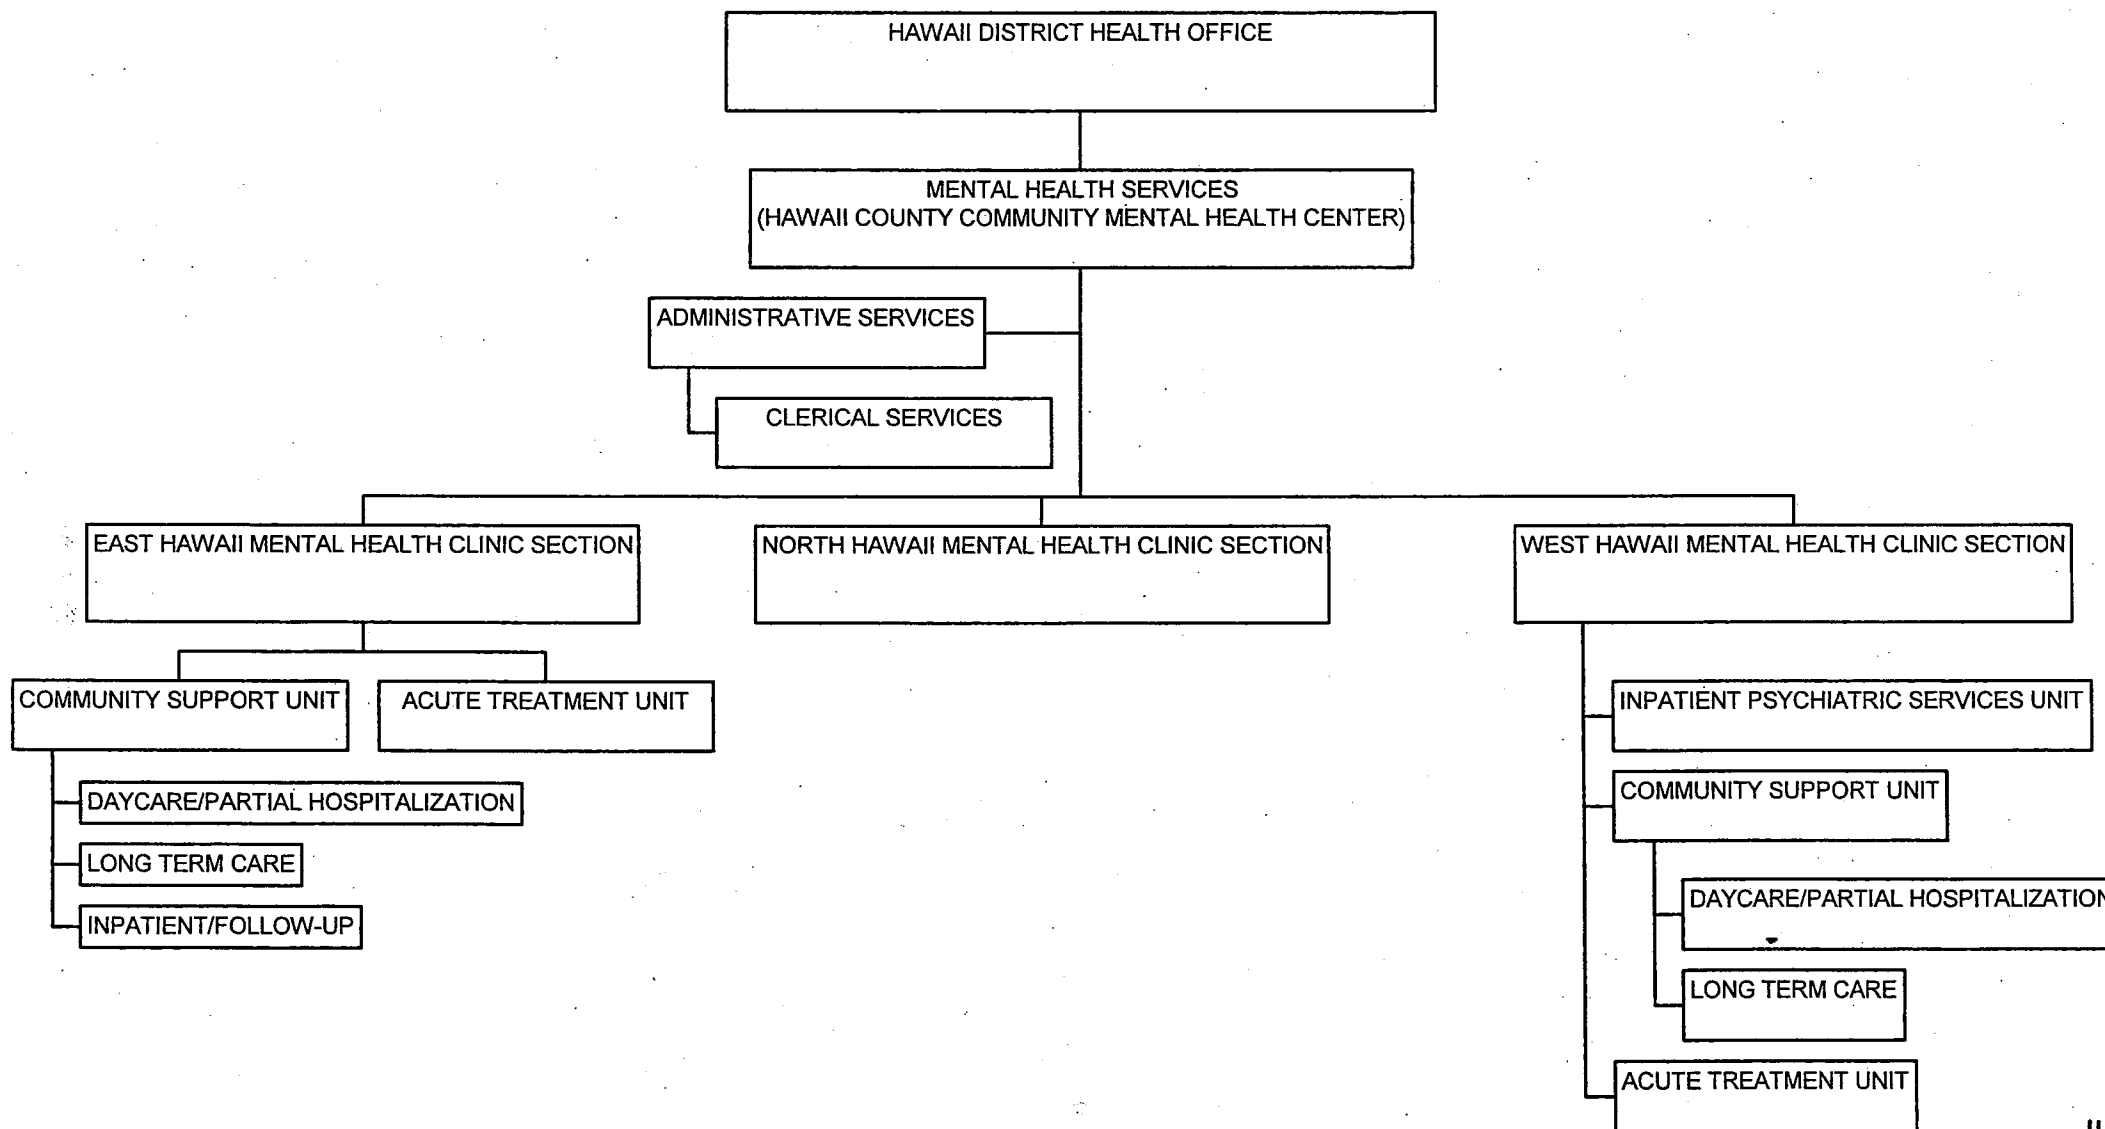 HAWAII DISTRICT HEALTH OFFICE
MENTAL HEALTH SERVICES
(HAWAII COUNTY COMMUNITY MENTAL HEALTH CENTER)
ADMINISTRATIVE SERVICES
CLERICAL SERVICES
EAST HAWAII MENTAL HEALTH CLINIC SECTION
NORTH HAWAII MENTAL HEALTH CLINIC SECTION
WEST HAWAII MENTAL HEALTH CLINIC SECTION
COMMUNITY SUPPORT UNIT
ACUTE TREATMENT UNIT
DAYCARE/PARTIAL HOSPITALIZATION
LONG TERM CARE
INPATIENT/FOLLOW-UP
INPATIENT PSYCHIATRIC SERVICES UNIT
COMMUNITY SUPPORT UNIT
DAYCARE/PARTIAL HOSPITALIZATION
LONG TERM CARE
ACUTE TREATMENT UNIT